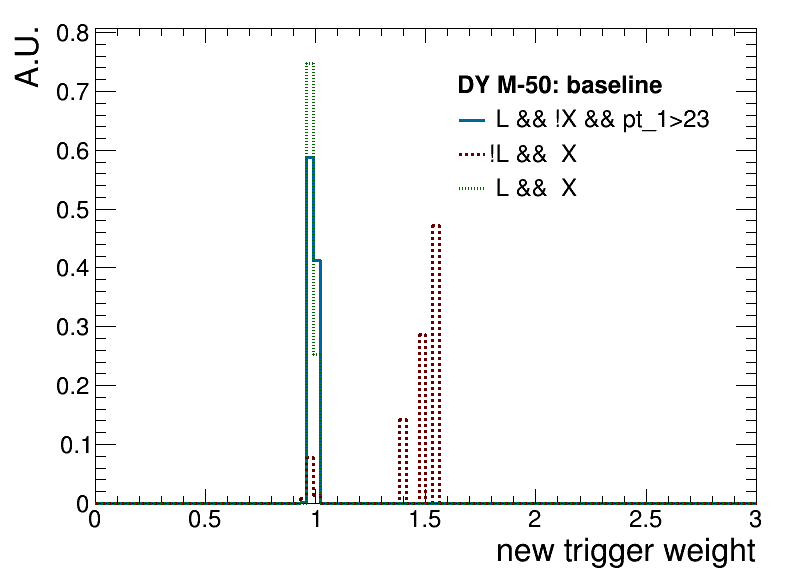 A.U.
0.8
0.7
0.6
0.5
0.4
0.3
0.2
0.1
0
DY M-50: baseline
L && !X && pt_1>23
!L && X
L && X
0 0.5 1 1.5 2 2.5 3
new trigger weight